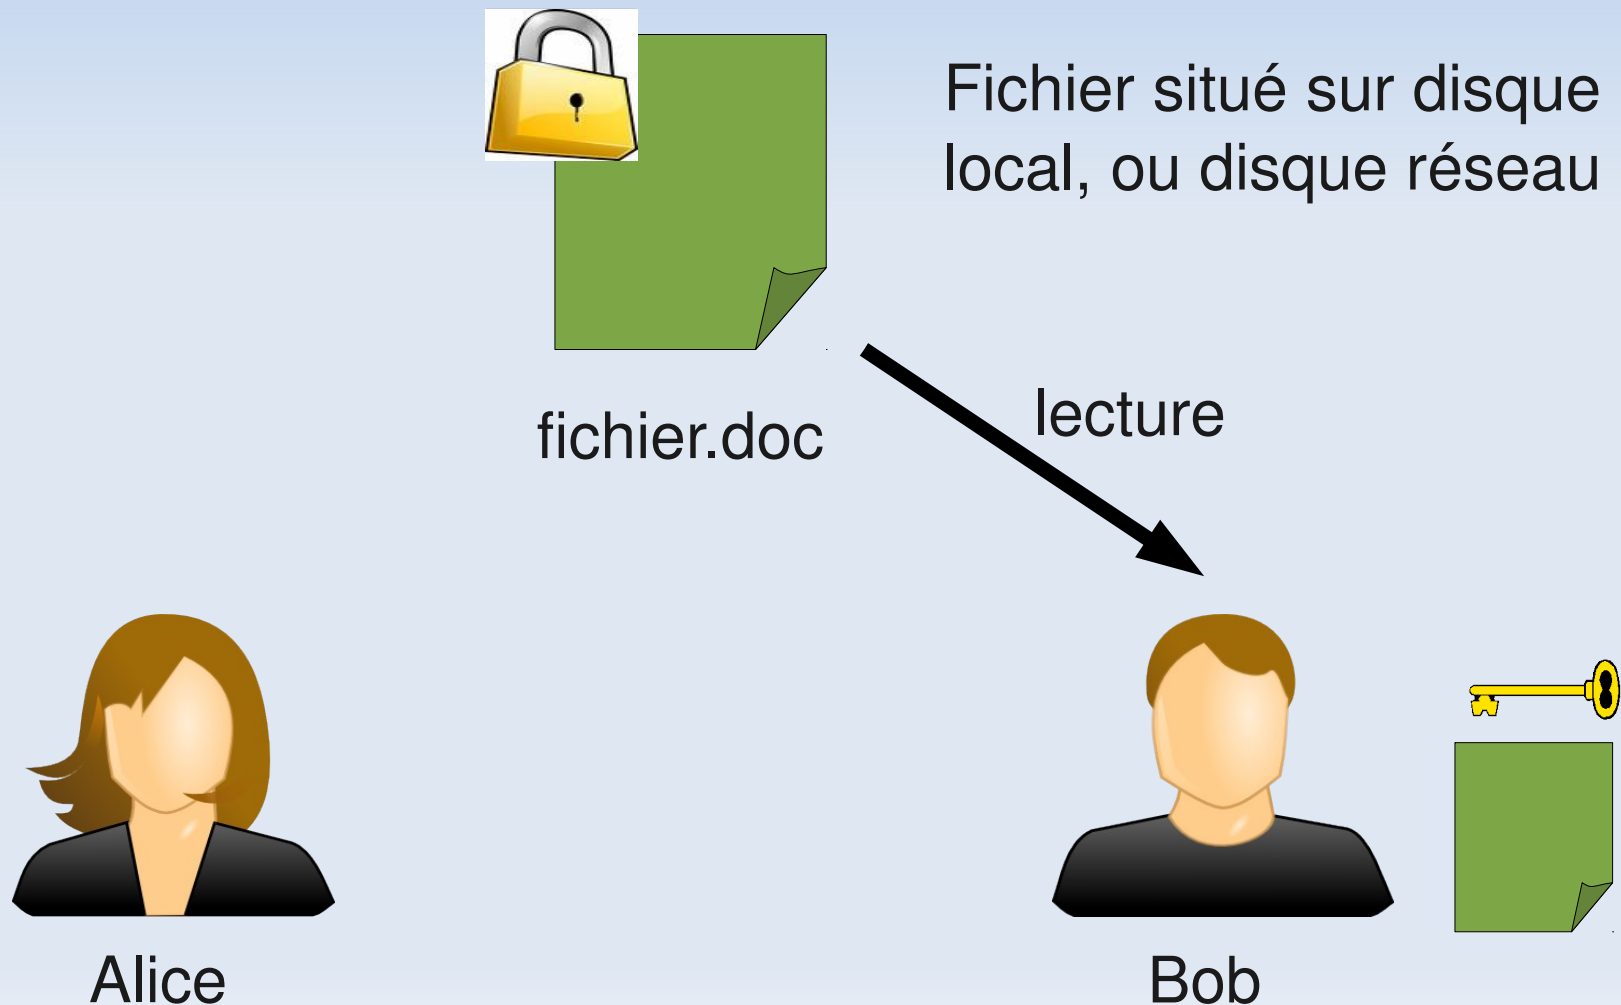 Fichier situé sur disque
local, ou disque réseau
fichier.doc
lecture
Alice
Bob